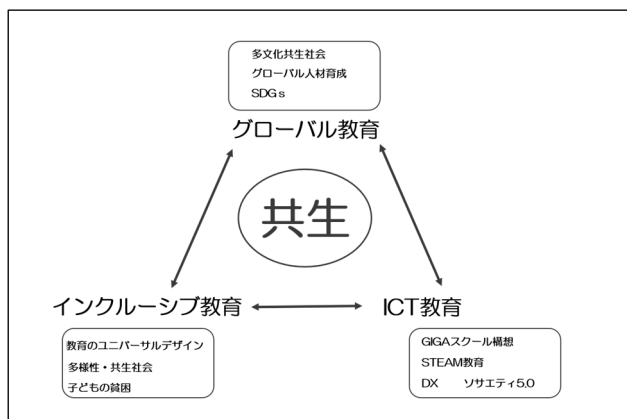 多文化共生社会
グローバル人材育成
SDGs
グローバル教育
共生
インクルーシブ教育
ICT教育
教育のユニバーサルデザイン
多様性・共生社会
子どもの貧困
GIGAスクール構想
STEAM教育
DX ソサエティ5.0